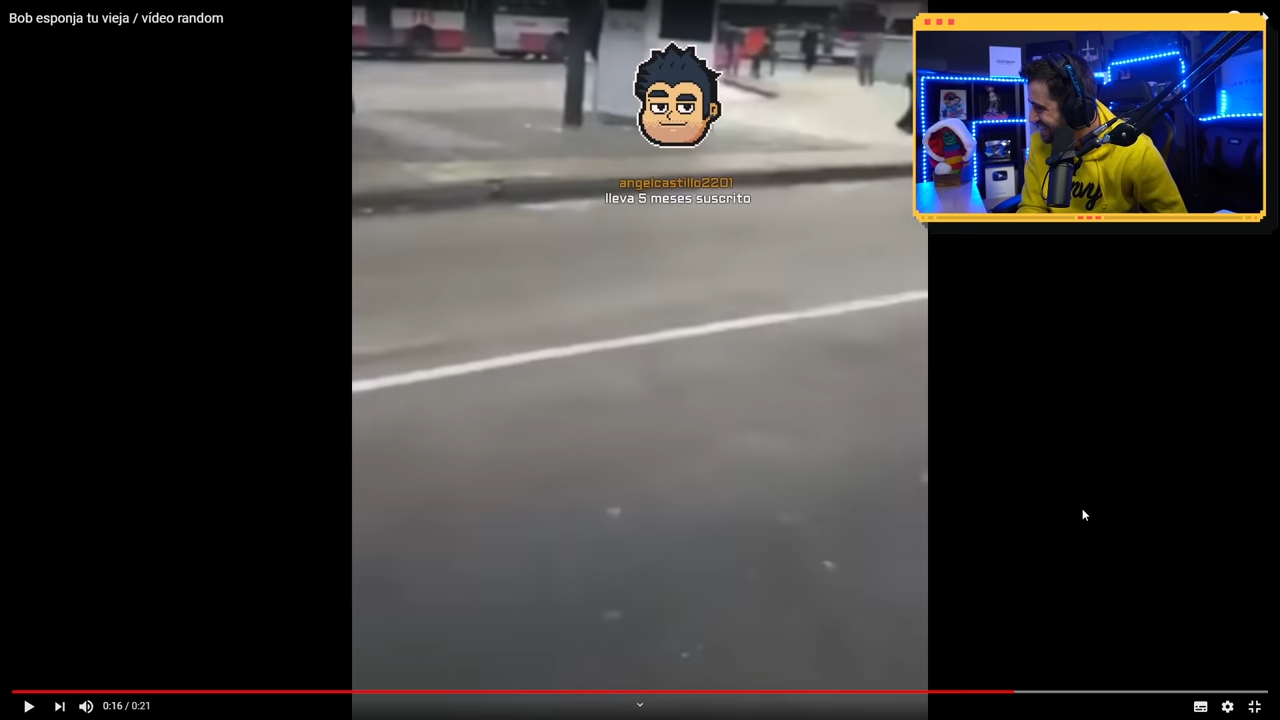 Bob esponja tu vieja / vídeo random
angelcastillo2201
lleva 5 meses suscrito
0:16 / 0:21